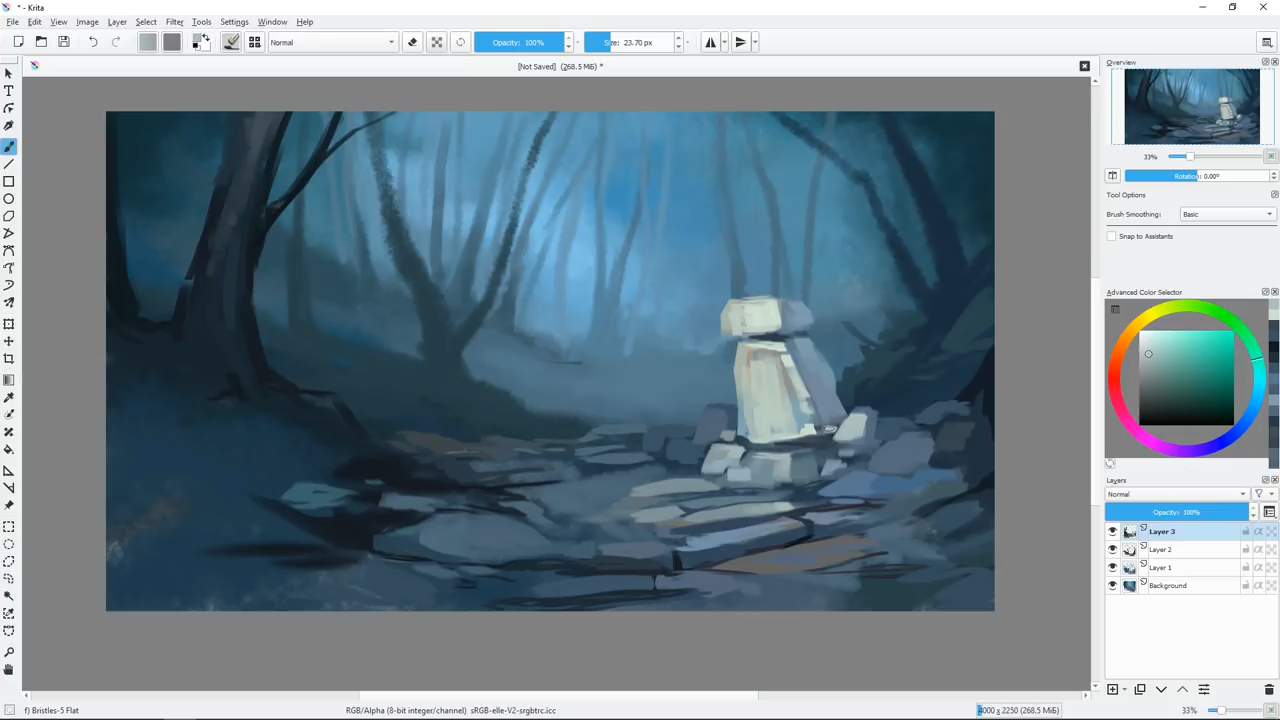 * - Krita
File Edit View Image Layer Select Filter Tools Settings Window Help
Normal Opacity: 100% Size: 23.70 px
[Not Saved] (268.5 MiB) *
Overview
33%
Rotation: 0.00°
Tool Options
Brush Smoothing: Basic
Snap to Assistants
Advanced Color Selector
Layers
Normal
Opacity: 100%
Layer 3
Layer 2
Layer 1
Background
f) Bristles-5 Flat RGB/Alpha (8-bit integer/channel) sRGB-elle-V2-srgbtrc.icc 4000 x 2250 (268.5 MiB) 33%